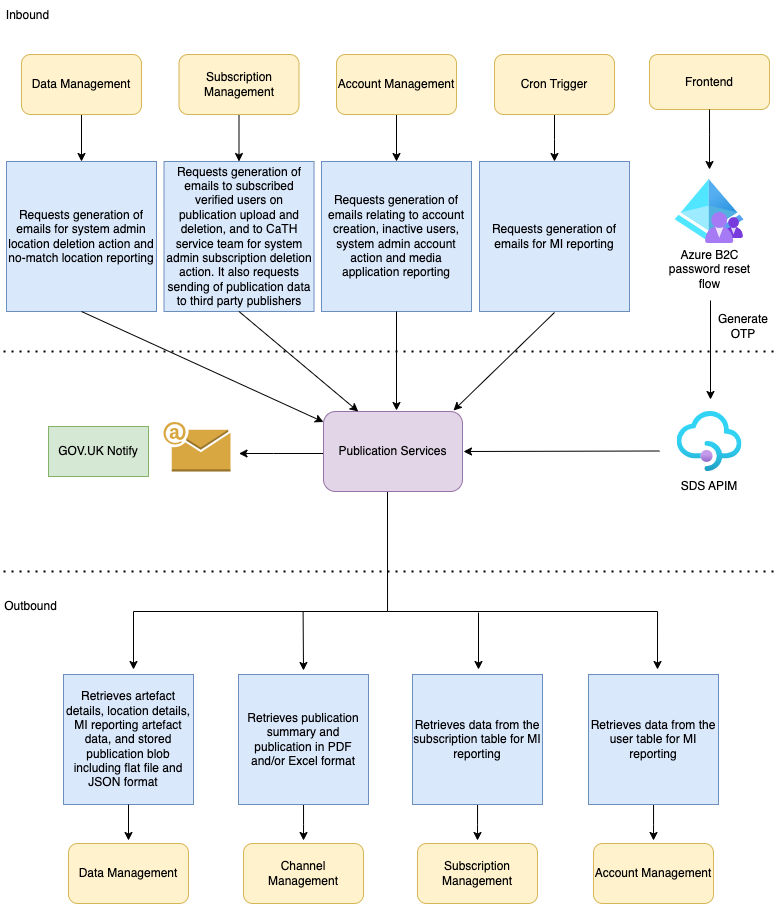 Inbound
Data Management
Subscription
Management
Account Management
Cron Trigger
Frontend
Requests generation of
emails for system admin
location deletion action and
no-match location reporting
Requests generation of
emails to subscribed
verified users on
publication upload and
deletion, and to CaTH
service team for system
admin subscription deletion
action. It also requests
sending of publication data
to third party publishers
Requests generation of
emails relating to account
creation, inactive users,
system admin account
action and media
application reporting
Requests generation of
emails for MI reporting
Azure B2C
password reset
flow
Generate
OTP
GOV.UK Notify
@
Publication Services
SDS APIM
Outbound
Retrieves artefact
details, location details,
MI reporting artefact
data, and stored
publication blob
including flat file and
JSON format
Retrieves publication
summary and
publication in PDF
and/or Excel format
Retrieves data from the
subscription table for MI
reporting
Retrieves data from the
user table for MI
reporting
Data Management
Channel
Management
Subscription
Management
Account Management